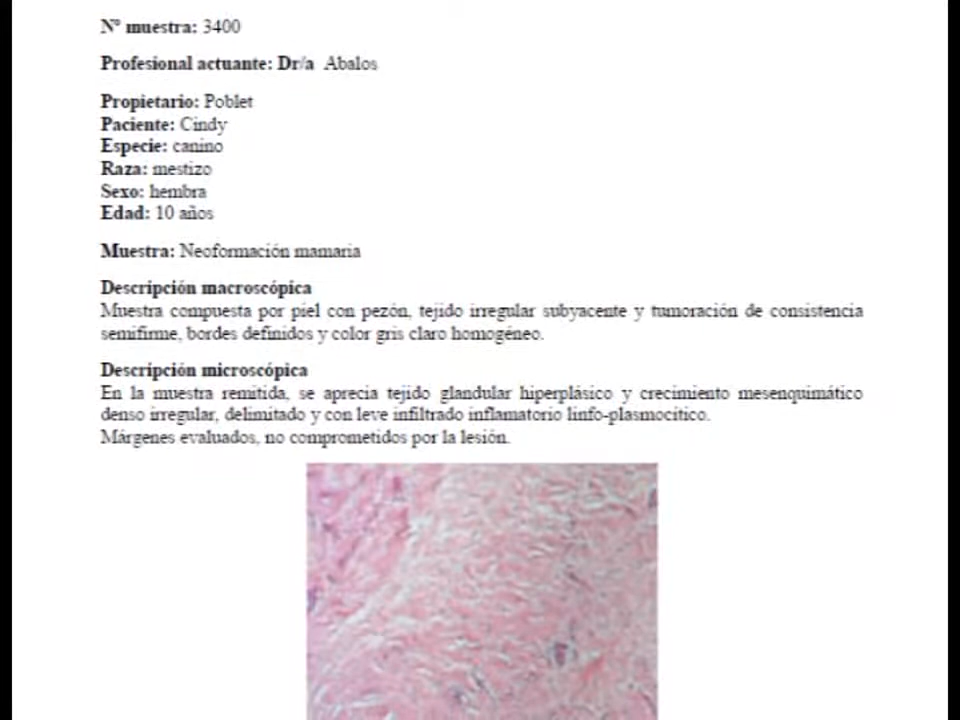 Nº muestra: 3400
Profesional actuante: Dr/a Abalos
Propietario: Poblet
Paciente: Cindy
Especie: canino
Raza: mestizo
Sexo: hembra
Edad: 10 años
Muestra: Neoformación mamaria
Descripción macroscópica
Muestra compuesta por piel con pezón, tejido irregular subyacente y tumoración de consistencia
semifirme, bordes definidos y color gris claro homogéneo.
Descripción microscópica
En la muestra remitida, se aprecia tejido glandular hiperplásico y crecimiento mesenquimático
denso irregular, delimitado y con leve infiltrado inflamatorio linfo-plasmocítico.
Márgenes evaluados, no comprometidos por la lesión.